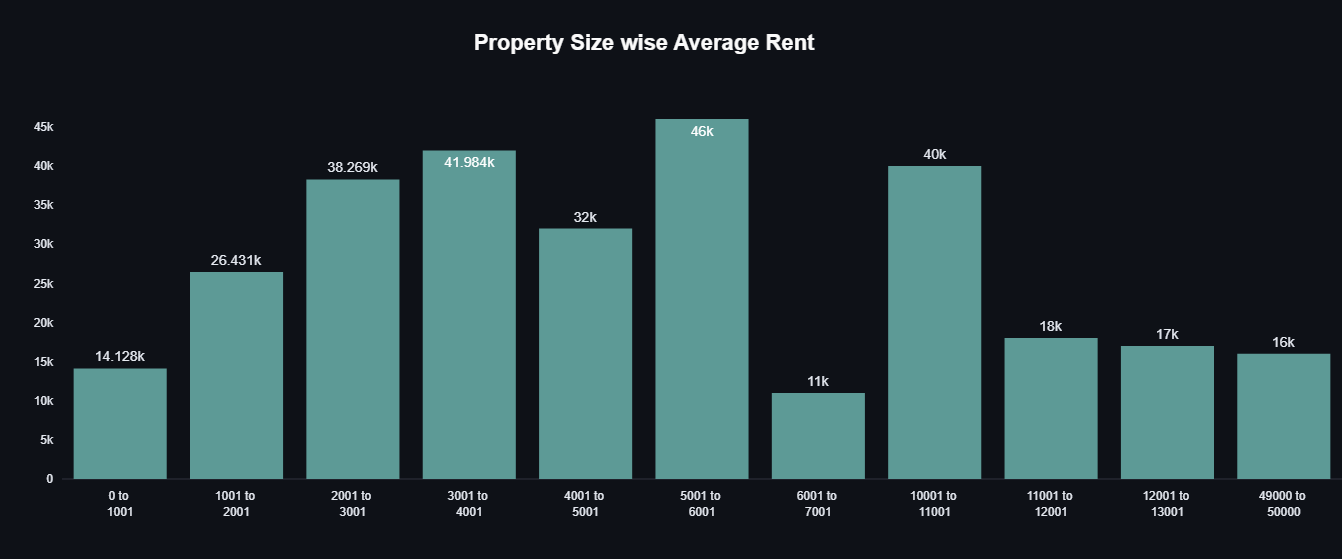 Property Size wise Average Rent
45k
40k
35k
30k
25k
20k
15k
10k
5k
0
14.128k
26.431k
38.269k
41.984k
32k
46k
11k
40k
18k
17k
16k
0 to
1001
1001 to
2001
2001 to
3001
3001 to
4001
4001 to
5001
5001 to
6001
6001 to
7001
10001 to
11001
11001 to
12001
12001 to
13001
49000 to
50000